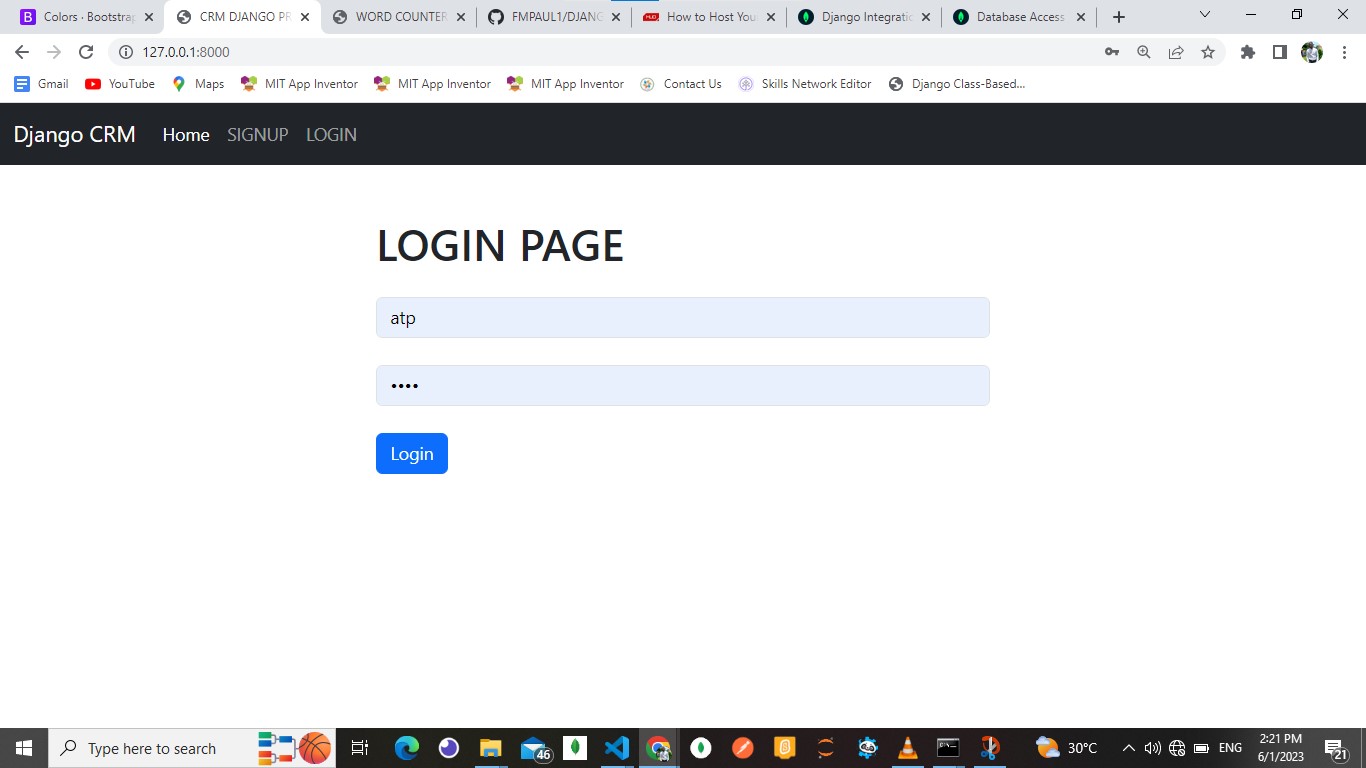 Colors · Bootstrap
CRM DJANGO PR
WORD COUNTER
FMPAUL1/DJANG
How to Host You
Django Integratio
Database Access
127.0.0.1:8000
Gmail
YouTube
Maps
MIT App Inventor
MIT App Inventor
MIT App Inventor
Contact Us
Skills Network Editor
Django Class-Based...
Django CRM
Home
SIGNUP
LOGIN
LOGIN PAGE
atp
••••
Login
Type here to search
46
30°C
ENG
2:21 PM
6/1/2023
21